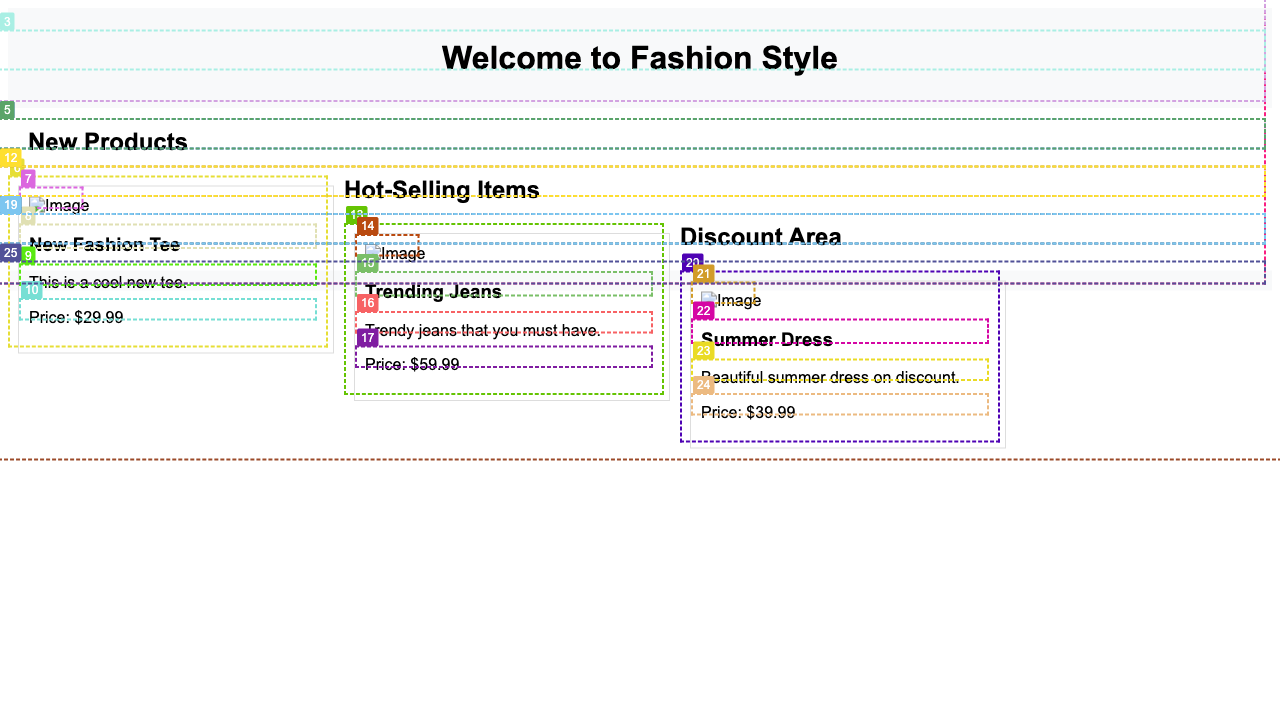 3
Welcome to Fashion Style
5
New Products
12
7
Image
19
New Fashion Tee
9
This is a cool new tee.
10
Price: $29.99
25
Hot-Selling Items
13
14
Image
15
Trending Jeans
16
Trendy jeans that you must have.
17
Price: $59.99
Discount Area
20
21
Image
22
Summer Dress
23
Beautiful summer dress on discount.
24
Price: $39.99